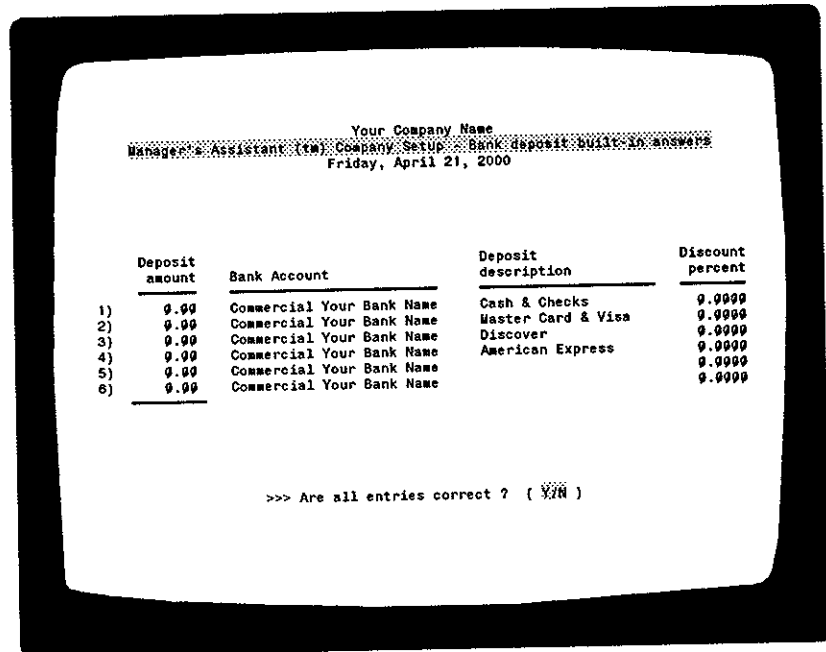 Your Company Name
Manager's Assistant (tm) Company Setup - Bank deposit built-in answers
Friday, April 21, 2000
Deposit amount Bank Account Deposit description Discount percent
1) 0.00 Commercial Your Bank Name Cash & Checks 0.0000
2) 0.00 Commercial Your Bank Name Master Card & Visa 0.0000
3) 0.00 Commercial Your Bank Name Discover 0.0000
4) 0.00 Commercial Your Bank Name American Express 0.0000
5) 0.00 Commercial Your Bank Name 0.0000
6) 0.00 Commercial Your Bank Name 0.0000
>>> Are all entries correct ? ( Y/N )